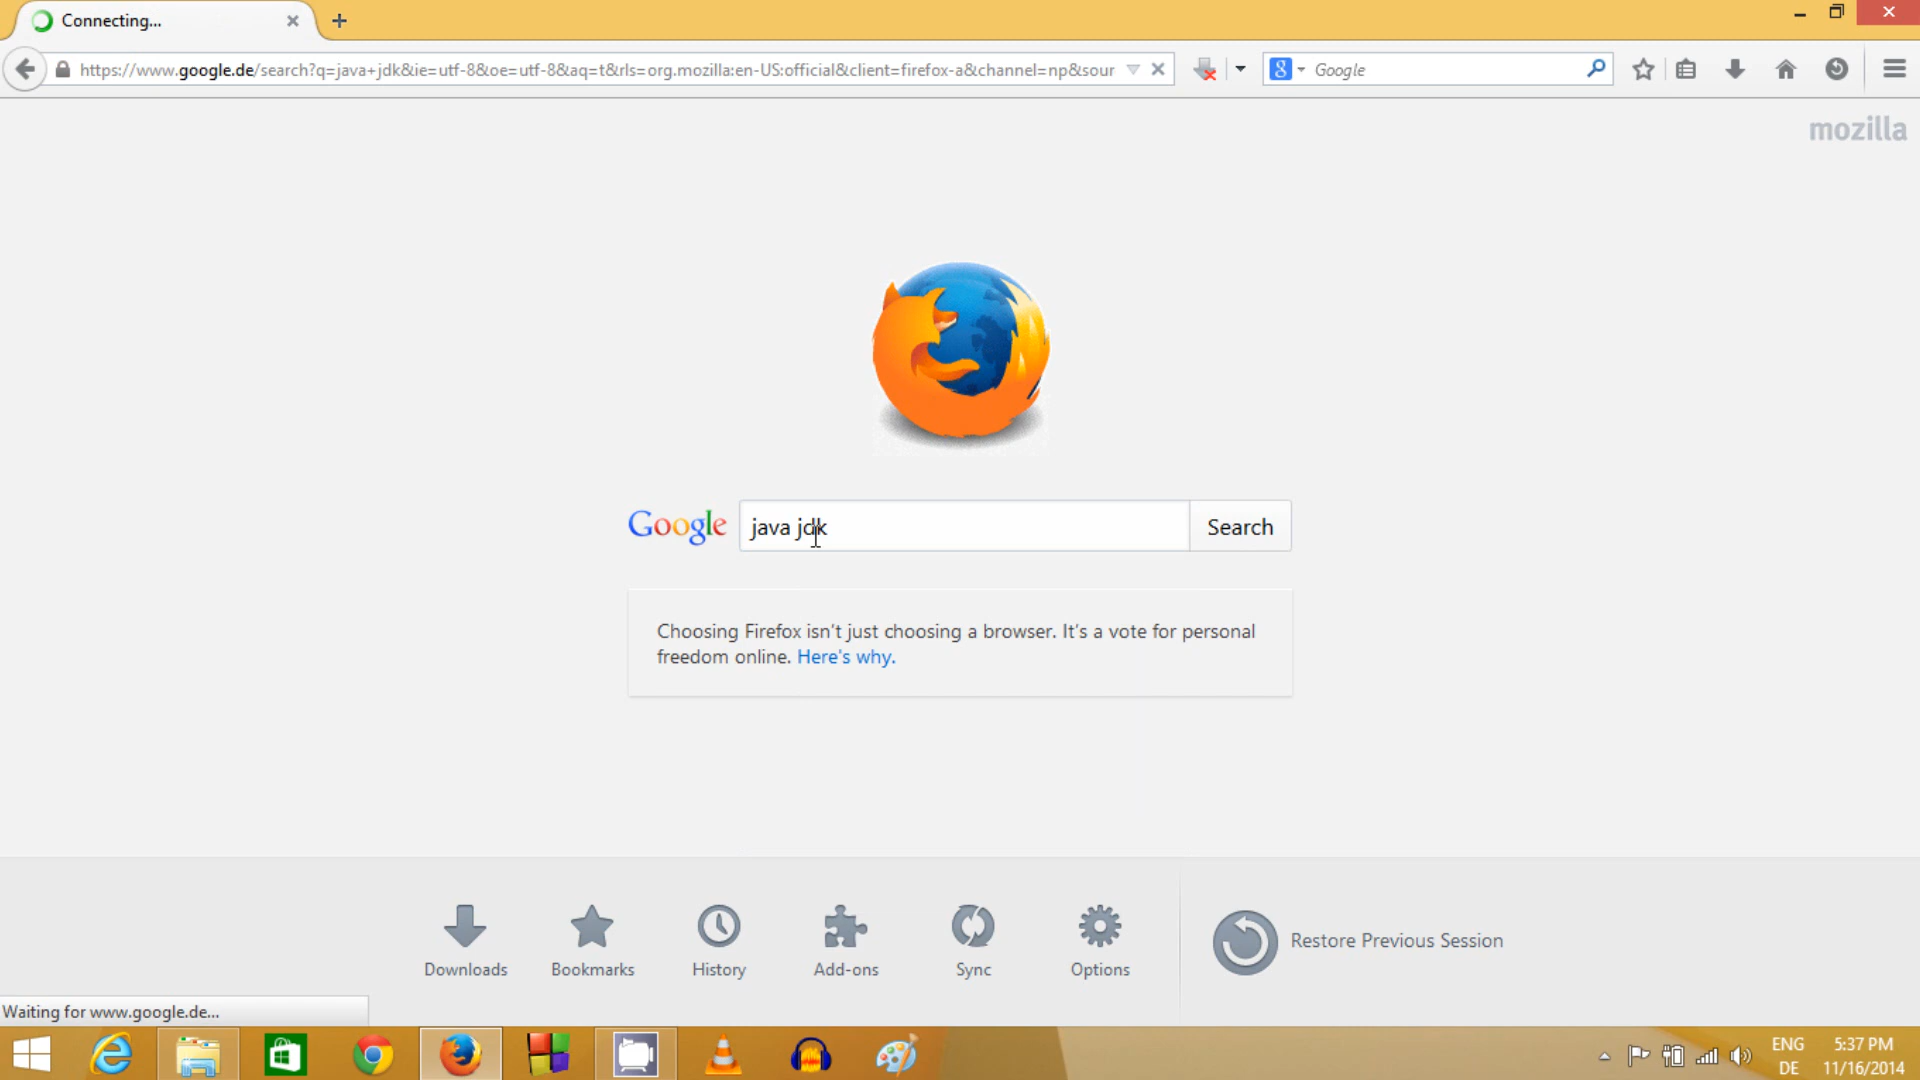 Connecting...
https://www.google.de/search?q=java+jdk&ie=utf-8&oe=utf-8&aq=t&rls=org.mozilla:en-US:official&client=firefox-a&channel=np&sour
8
Google
mozilla
Google
java jdk
Search
Choosing Firefox isn't just choosing a browser. It's a vote for personal
freedom online. Here's why.
Downloads
Bookmarks
History
Add-ons
Sync
Options
Restore Previous Session
Waiting for www.google.de...
ENG
DE
5:37 PM
11/16/2014